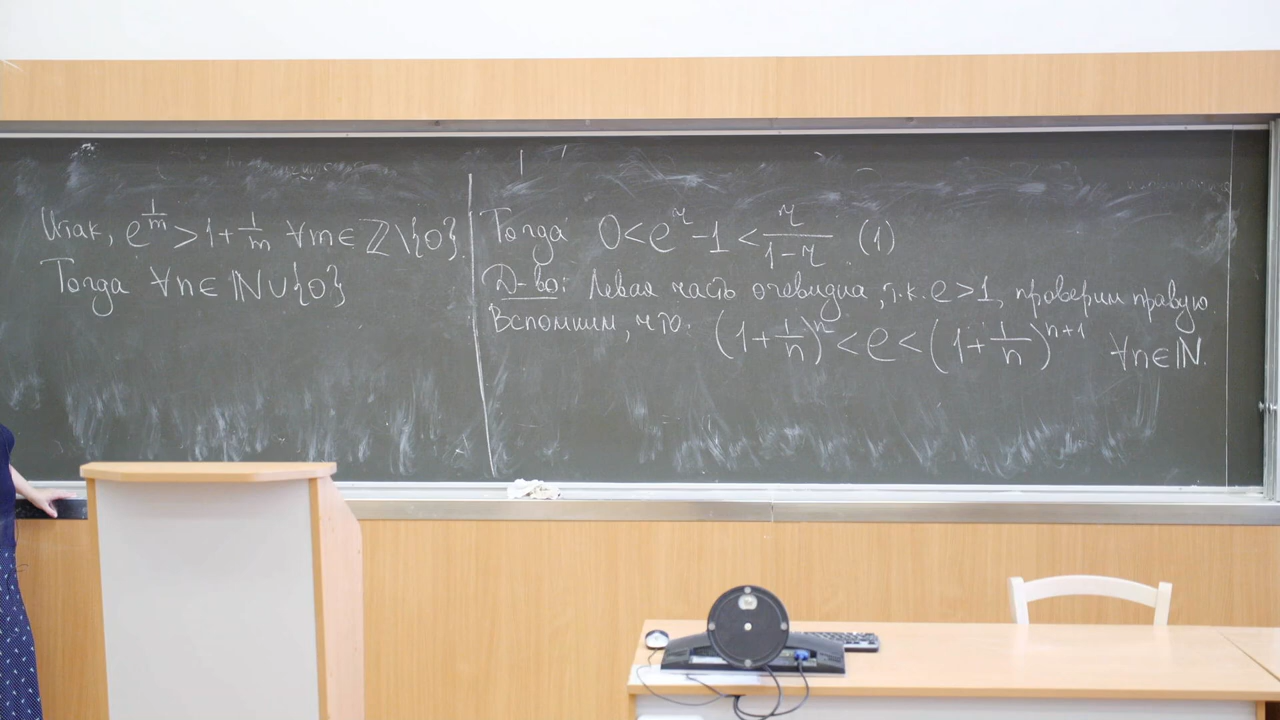 Итак, e^{1/m} > 1 + 1/m ∀m ∈ ℤ\{0}.
Тогда ∀n ∈ ℕ∪{0}
Тогда 0 < e^r - 1 < r/(1-r). (1)
Д-во: Левая часть очевидна, т.к. e > 1, проверим правую.
Вспомним, что. (1 + 1/n)^n < e < (1 + 1/n)^{n+1} ∀n ∈ ℕ.